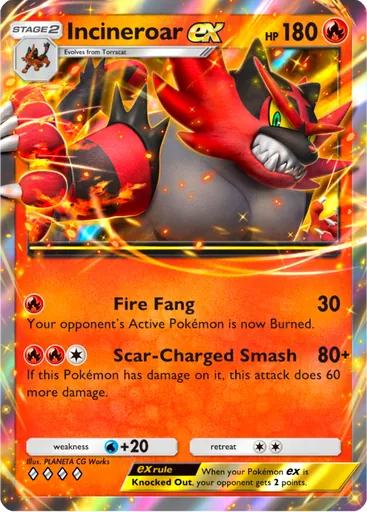 STAGE 2 Incineroar ex HP 180
Evolves from Torracat
Fire Fang 30
Your opponent's Active Pokémon is now Burned.
Scar-Charged Smash 80+
If this Pokémon has damage on it, this attack does 60
more damage.
weakness +20 retreat
Illus. PLANETA CG Works
ex rule When your Pokémon ex is
Knocked Out, your opponent gets 2 points.